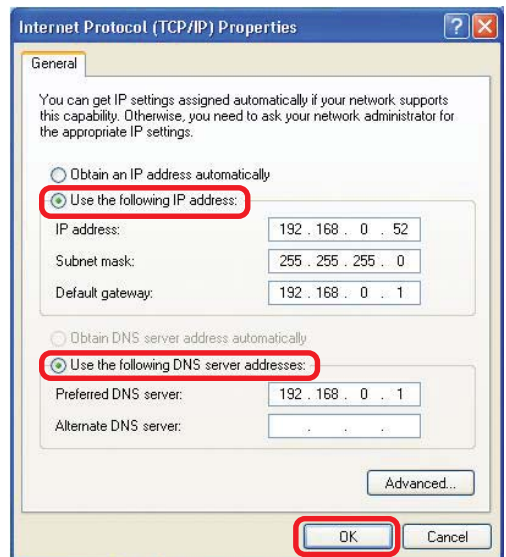 Internet Protocol (TCP/IP) Properties
General
You can get IP settings assigned automatically if your network supports
this capability. Otherwise, you need to ask your network administrator for
the appropriate IP settings.
Obtain an IP address automatically
Use the following IP address:
IP address: 192 . 168 . 0 . 52
Subnet mask: 255 . 255 . 255 . 0
Default gateway: 192 . 168 . 0 . 1
Obtain DNS server address automatically
Use the following DNS server addresses:
Preferred DNS server: 192 . 168 . 0 . 1
Alternate DNS server: . . .
Advanced...
OK Cancel